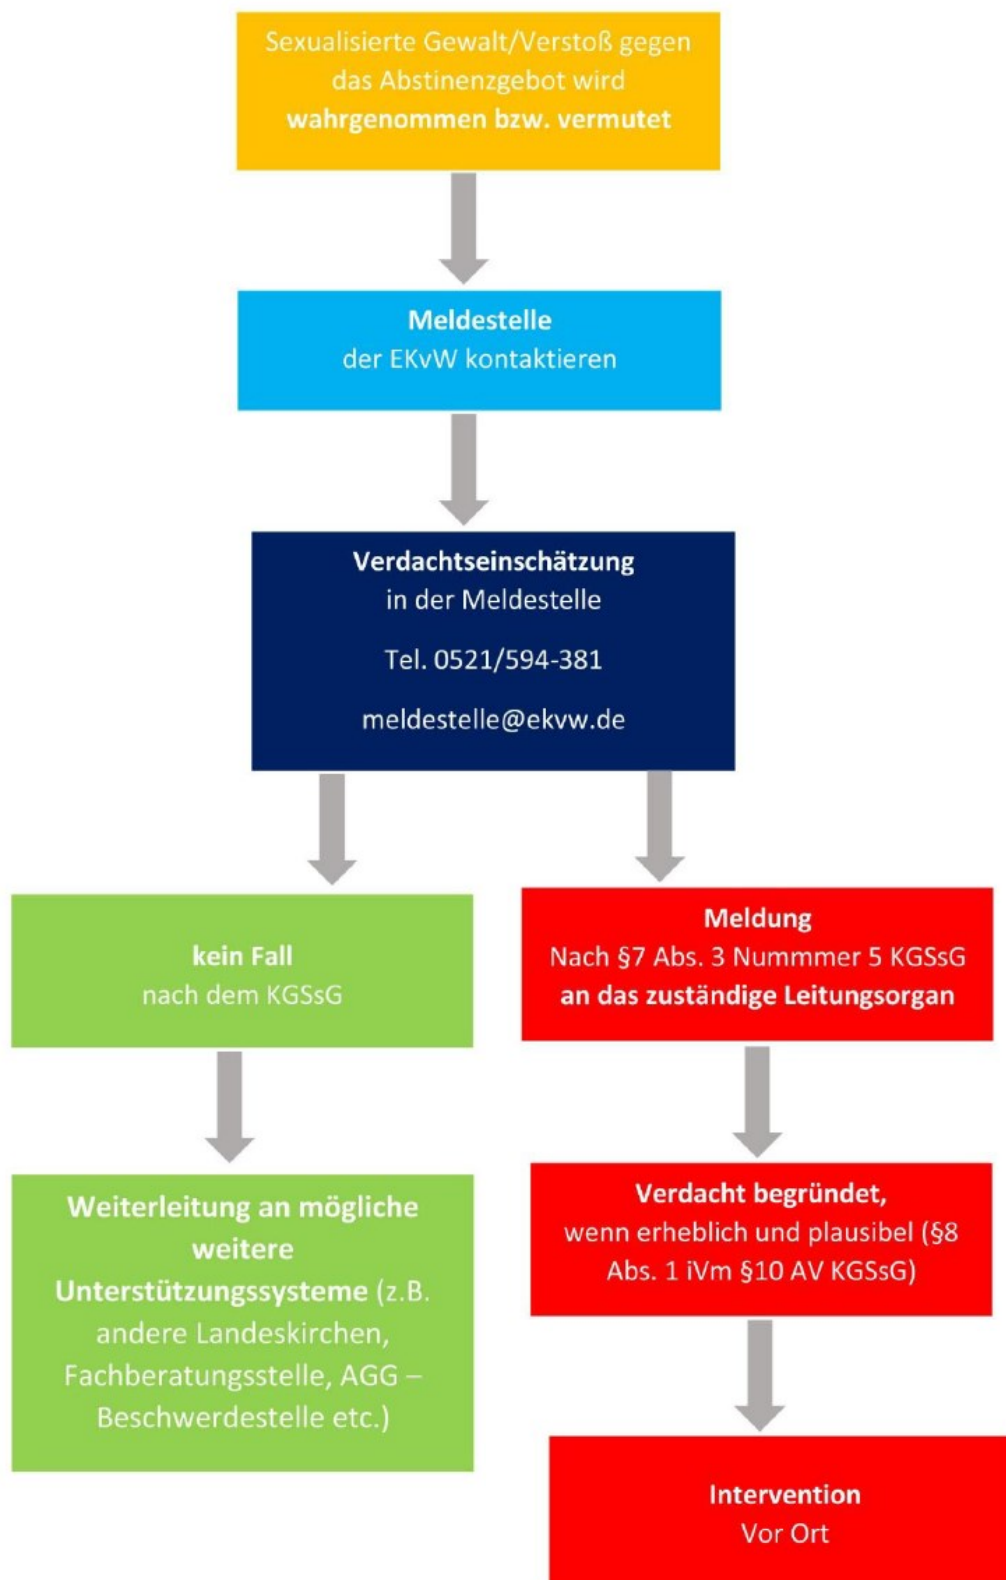 Sexualisierte Gewalt/Verstoß gegen
das Abstinenzgebot wird
wahrgenommen bzw. vermutet
Meldestelle
der EKvW kontaktieren
Verdachtseinschätzung
in der Meldestelle
Tel. 0521/594-381
meldestelle@ekvw.de
kein Fall
nach dem KGSsG
Weiterleitung an mögliche
weitere
Unterstützungssysteme (z.B.
andere Landeskirchen,
Fachberatungsstelle, AGG –
Beschwerdestelle etc.)
Meldung
Nach §7 Abs. 3 Nummmer 5 KGSsG
an das zuständige Leitungsorgan
Verdacht begründet,
wenn erheblich und plausibel (§8
Abs. 1 iVm §10 AV KGSsG)
Intervention
Vor Ort